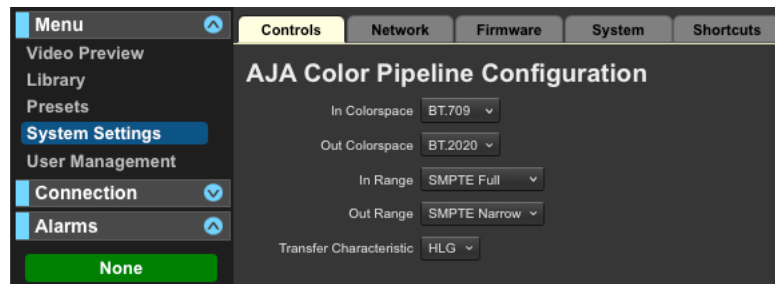 Menu
Video Preview
Library
Presets
System Settings
User Management
Connection
Alarms
None
Controls Network Firmware System Shortcuts
AJA Color Pipeline Configuration
In Colorspace BT.709
Out Colorspace BT.2020
In Range SMPTE Full
Out Range SMPTE Narrow
Transfer Characteristic HLG